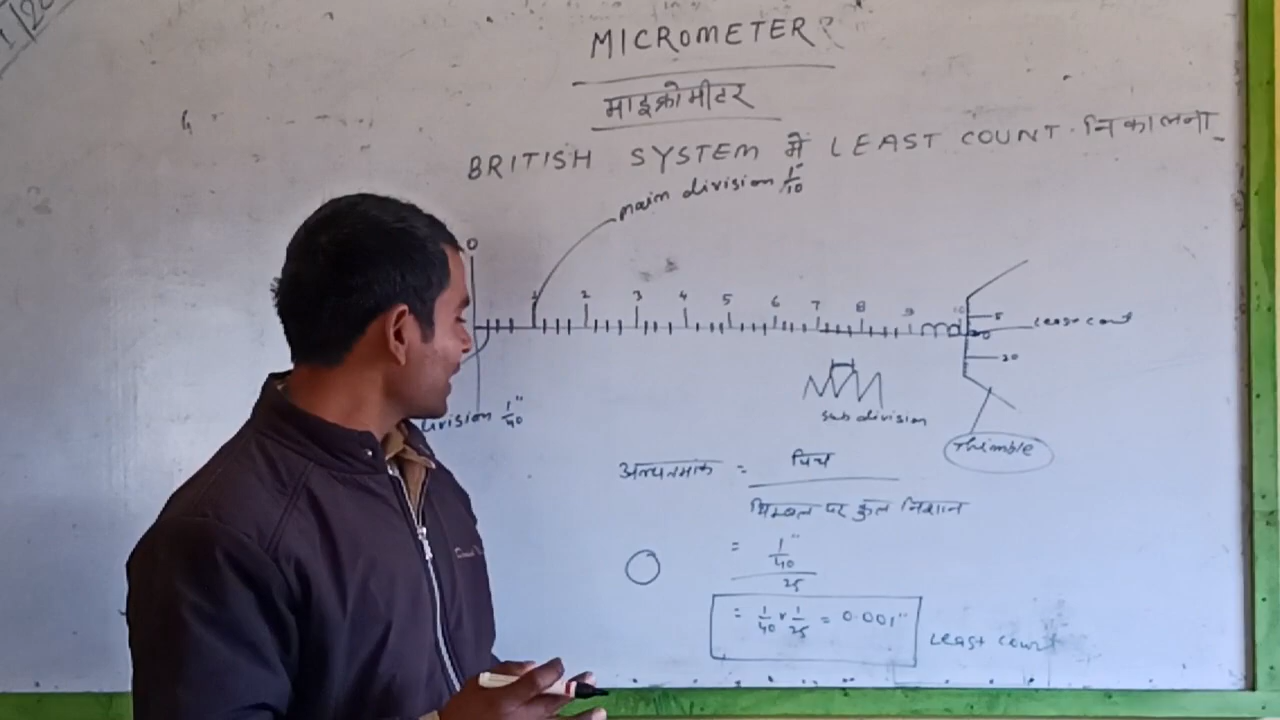 MICROMETER
माइक्रोमीटर
BRITISH SYSTEM में LEAST COUNT. निकालना
main division 1/10"
0
1 2 3 4 5 6 7 8 9 10
5
Least count
20
sub division
ivision 1/40"
Thimble
अल्पतमांक = पिच
थिम्बल पर कुल निशान
= 1/40"
25
= 1/40 × 1/25 = 0.001"
Least count